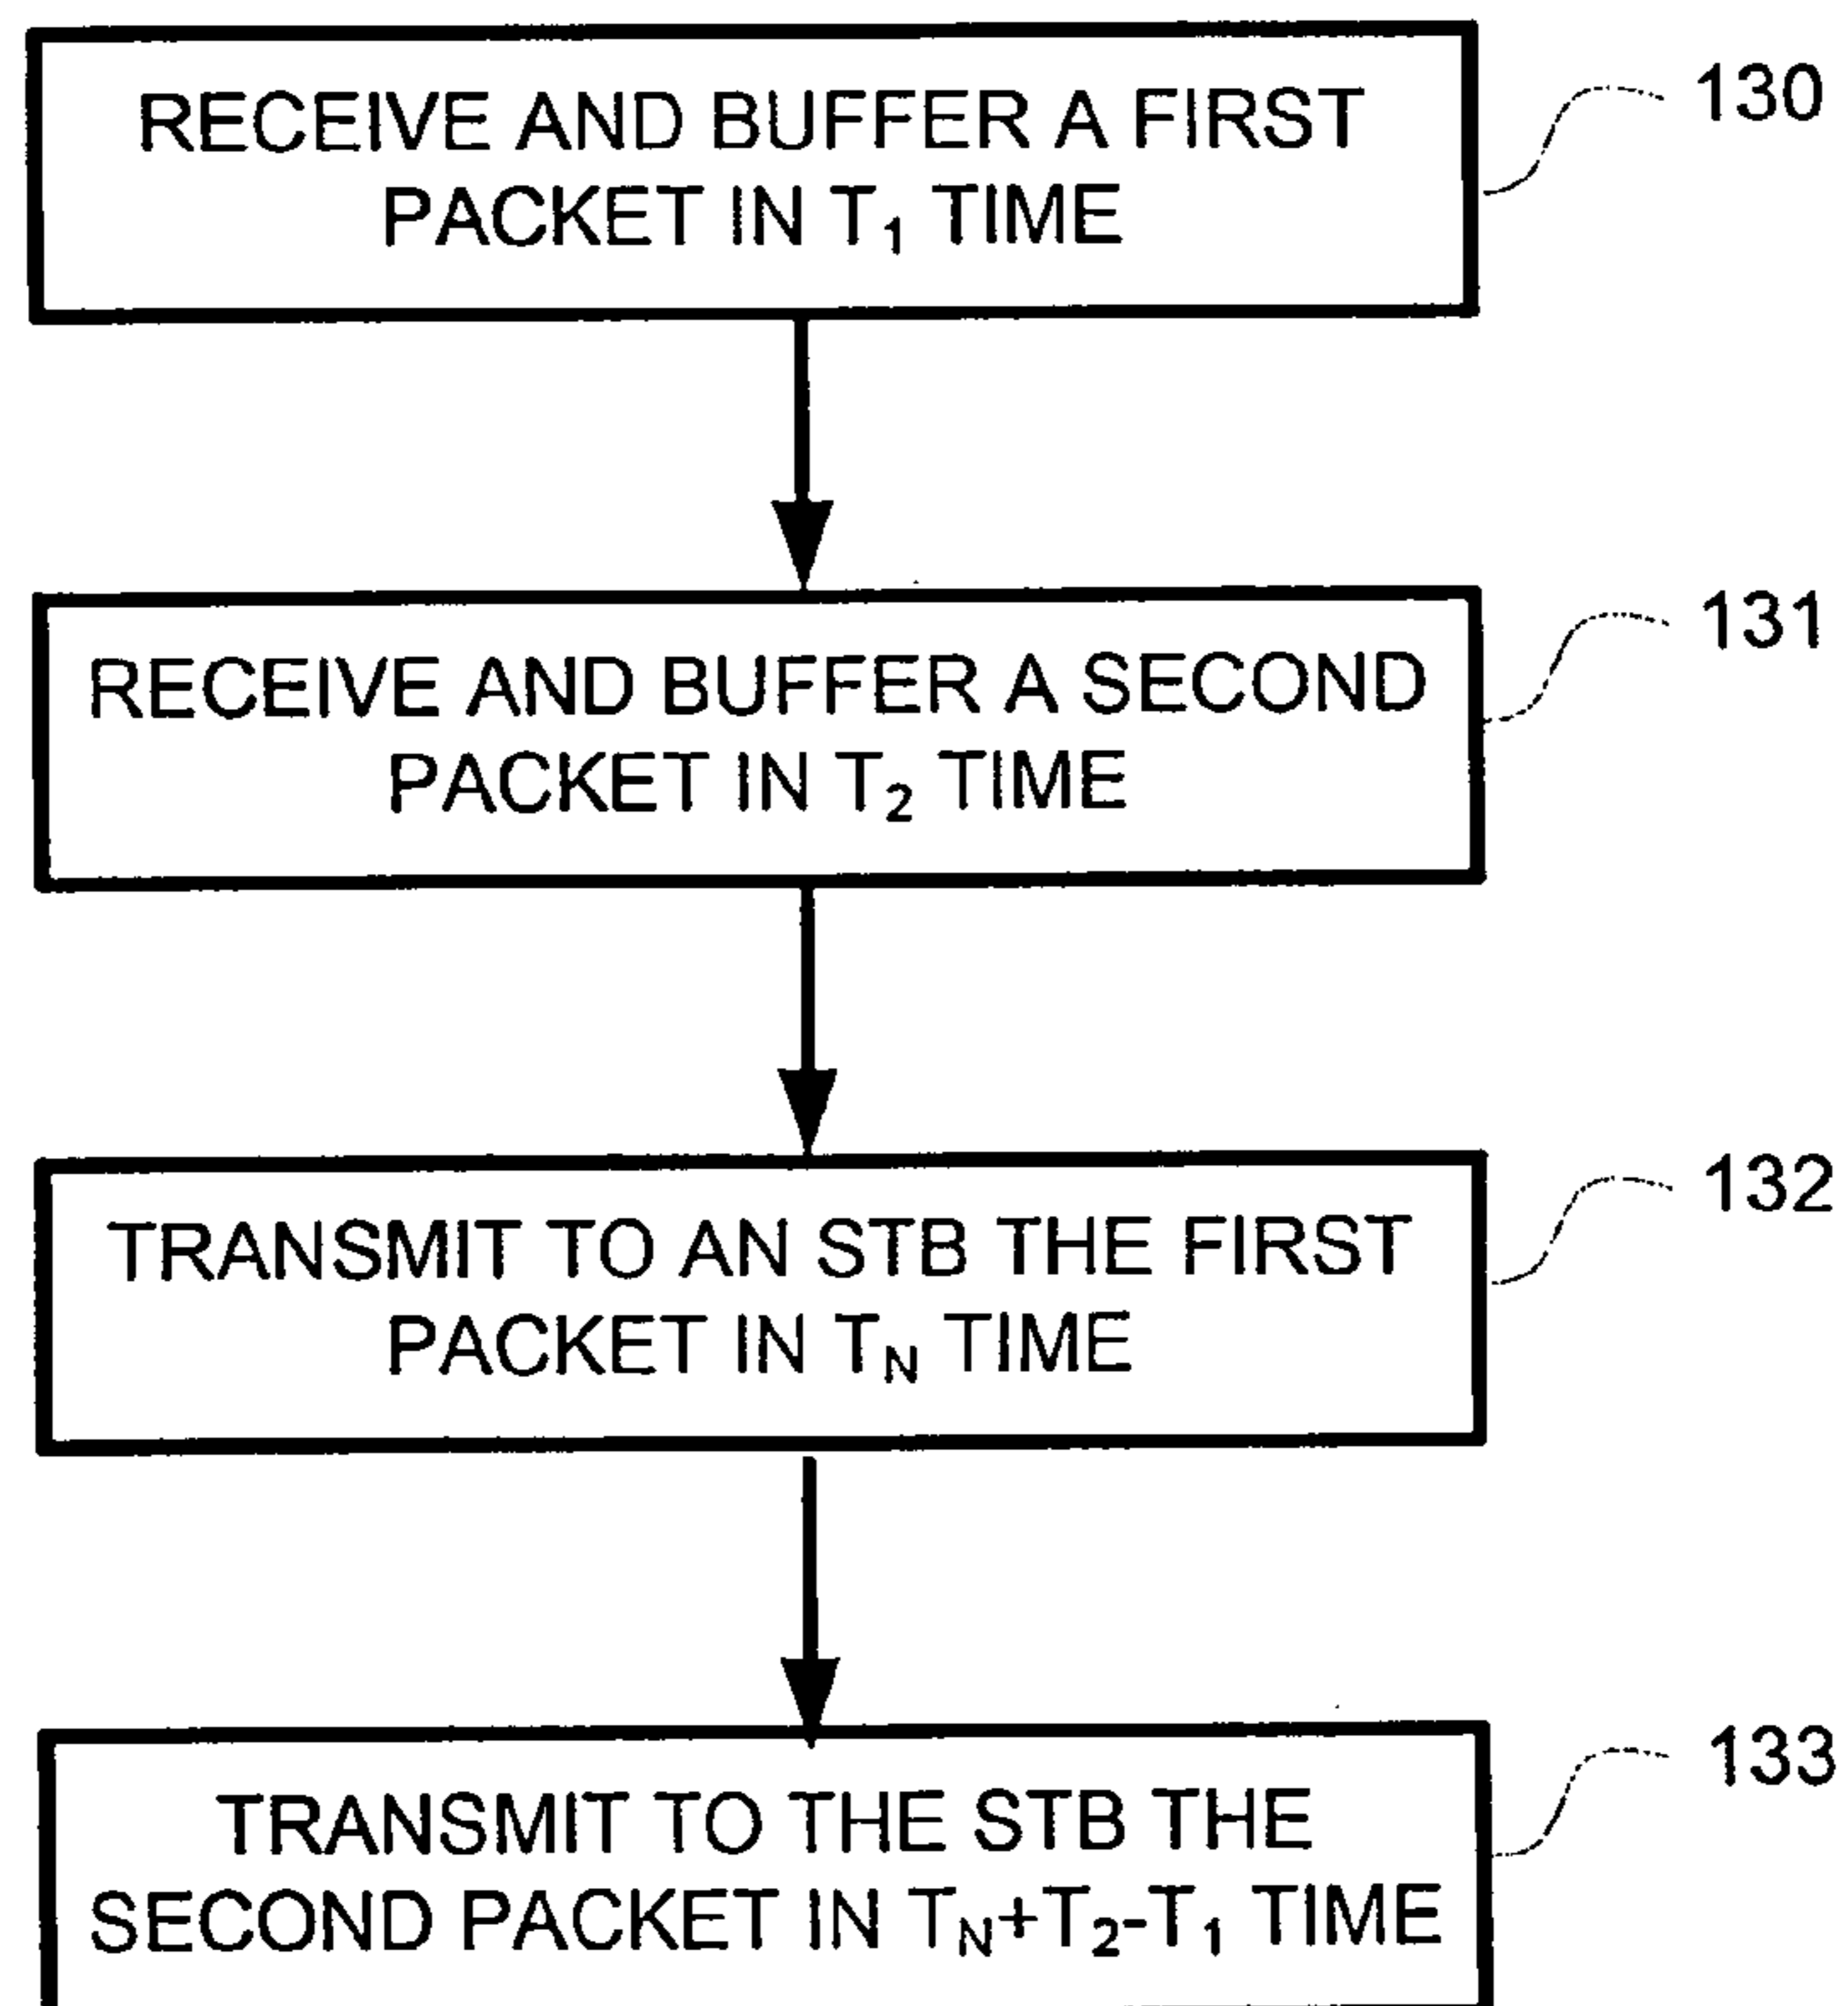 RECEIVE AND BUFFER A FIRST
PACKET IN T₁ TIME
130
RECEIVE AND BUFFER A SECOND
PACKET IN T₂ TIME
131
TRANSMIT TO AN STB THE FIRST
PACKET IN T_N TIME
132
TRANSMIT TO THE STB THE
SECOND PACKET IN T_N+T₂-T₁ TIME
133